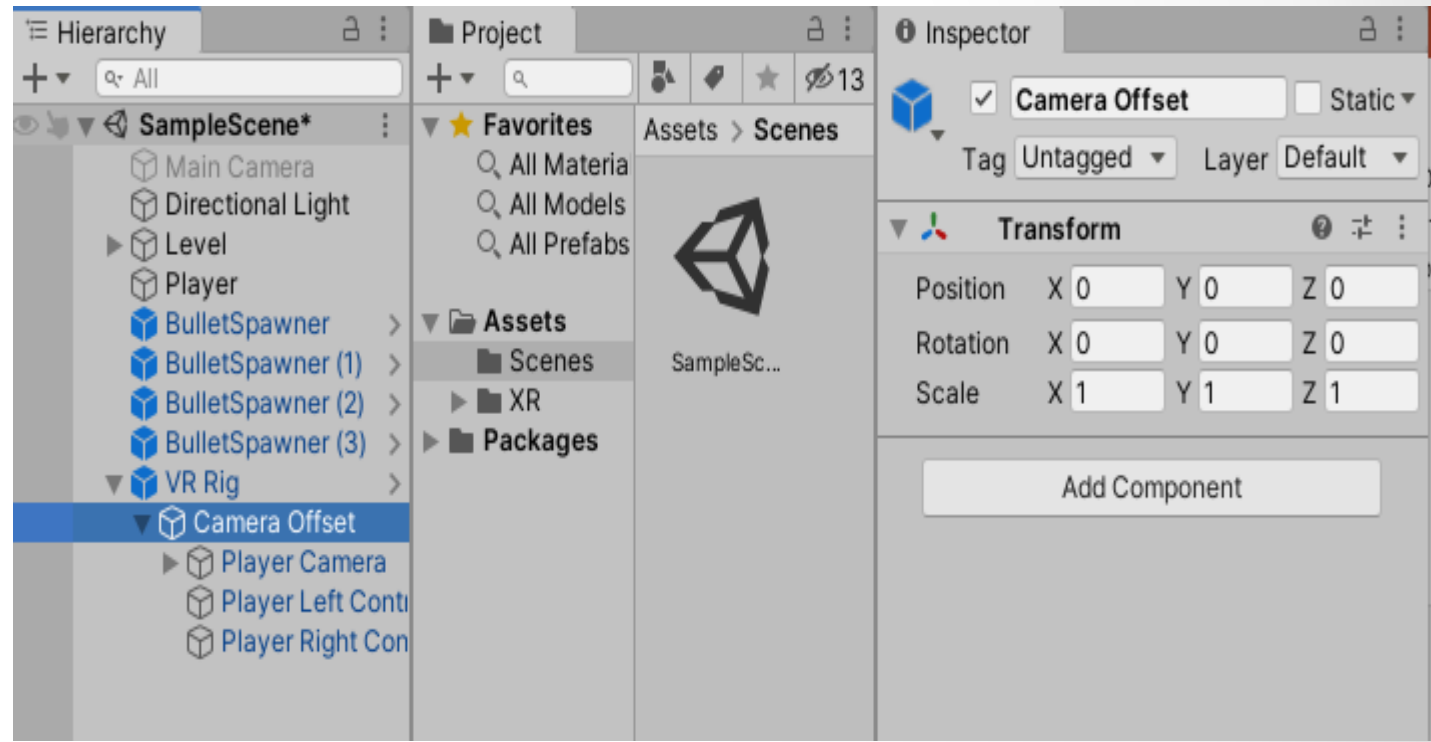 Hierarchy
All
SampleScene*
Main Camera
Directional Light
Level
Player
BulletSpawner
BulletSpawner (1)
BulletSpawner (2)
BulletSpawner (3)
VR Rig
Camera Offset
Player Camera
Player Left Contr
Player Right Con
Project
13
Favorites
All Materia
All Models
All Prefabs
Assets
Scenes
XR
Packages
Assets > Scenes
SampleSc...
Inspector
Camera Offset Static
Tag Untagged Layer Default
Transform
Position X 0 Y 0 Z 0
Rotation X 0 Y 0 Z 0
Scale X 1 Y 1 Z 1
Add Component